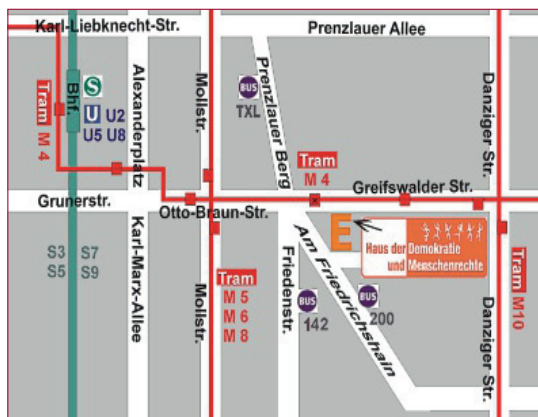 Karl-Liebknecht-Str.
Prenzlauer Allee
Tram
M 4
Bhf.
S
U U2
U5 U8
Alexanderplatz
Mollstr.
BUS
TXL
Prenzlauer Berg
Danziger Str.
Tram
M 4
Greifswalder Str.
Grunerstr.
Otto-Braun-Str.
E
Haus der Demokratie
und Menschenrechte
S3 S7
S5 S9
Karl-Marx-Allee
Mollstr.
Tram
M 5
M 6
M 8
Friedenstr.
BUS
142
Am Friedrichshain
BUS
200
Danziger Str.
Tram
M10